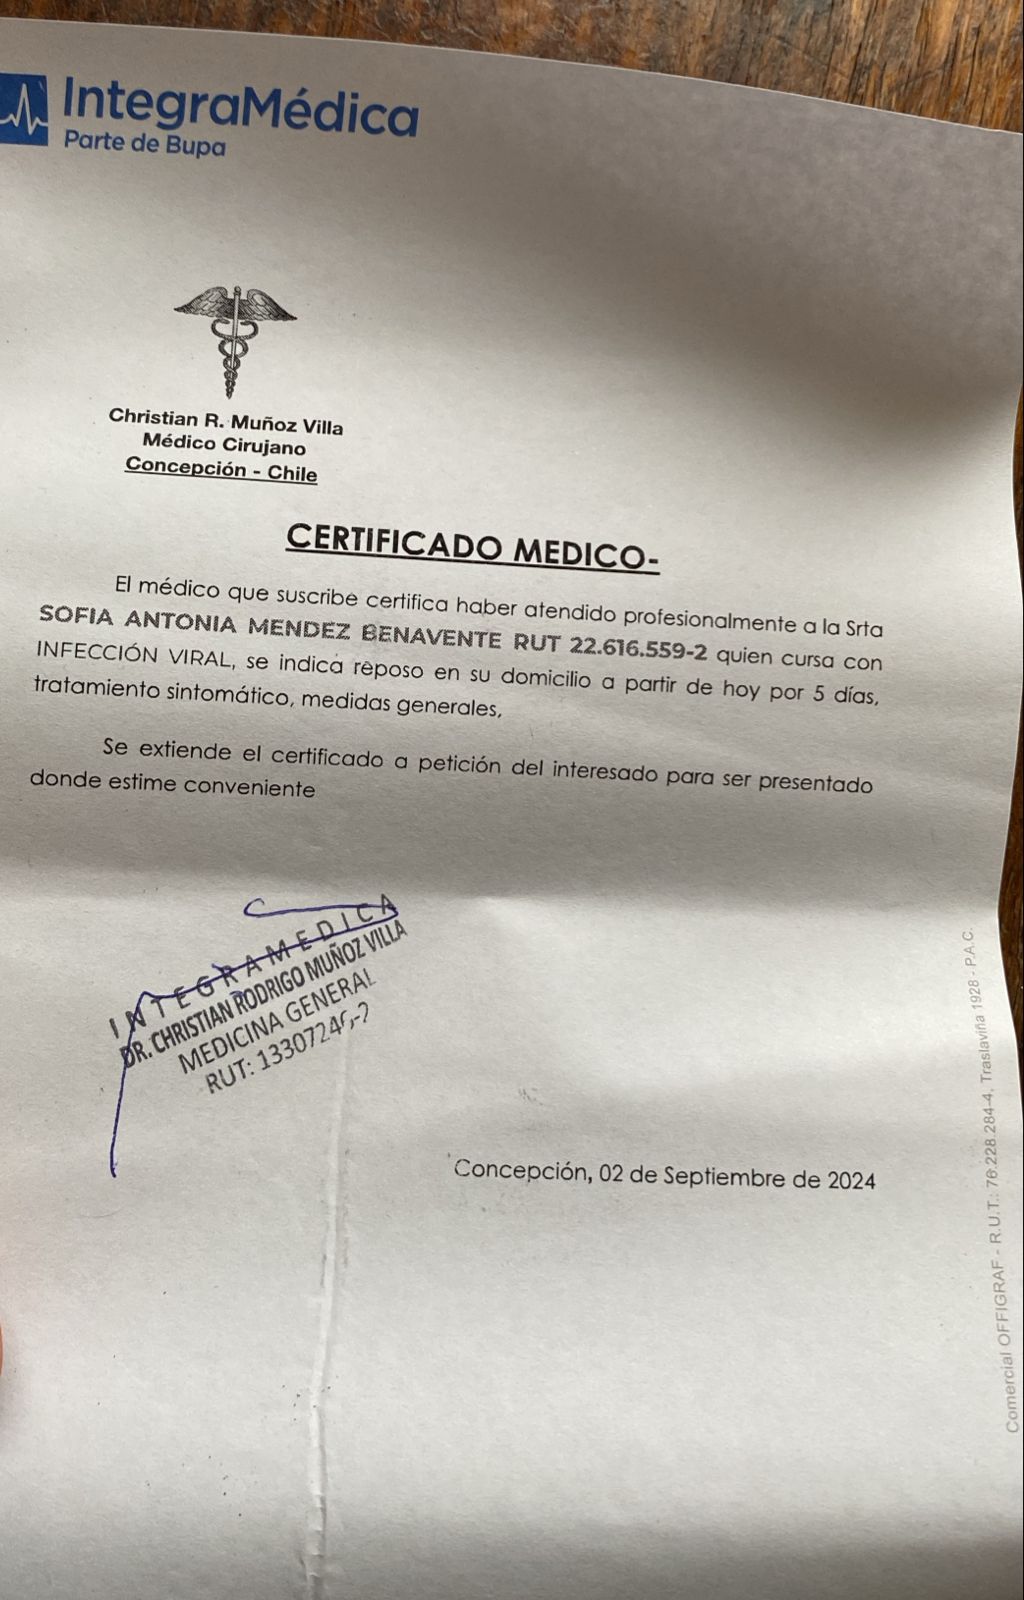 IntegraMédica
Parte de Bupa
Christian R. Muñoz Villa
Médico Cirujano
Concepción - Chile
CERTIFICADO MEDICO-
El médico que suscribe certifica haber atendido profesionalmente a la Srta
SOFIA ANTONIA MENDEZ BENAVENTE RUT 22.616.559-2 quien cursa con
INFECCIÓN VIRAL, se indica reposo en su domicilio a partir de hoy por 5 días,
tratamiento sintomático, medidas generales,
Se extiende el certificado a petición del interesado para ser presentado
donde estime conveniente
INTEGRAMEDICA
DR. CHRISTIAN RODRIGO MUÑOZ VILLA
MEDICINA GENERAL
RUT:
Concepción, 02 de Septiembre de 2024
Comercial OFFIGRAF - R.U.T.: 76.228.284-4, Traslaviña 1928 - P.A.C.